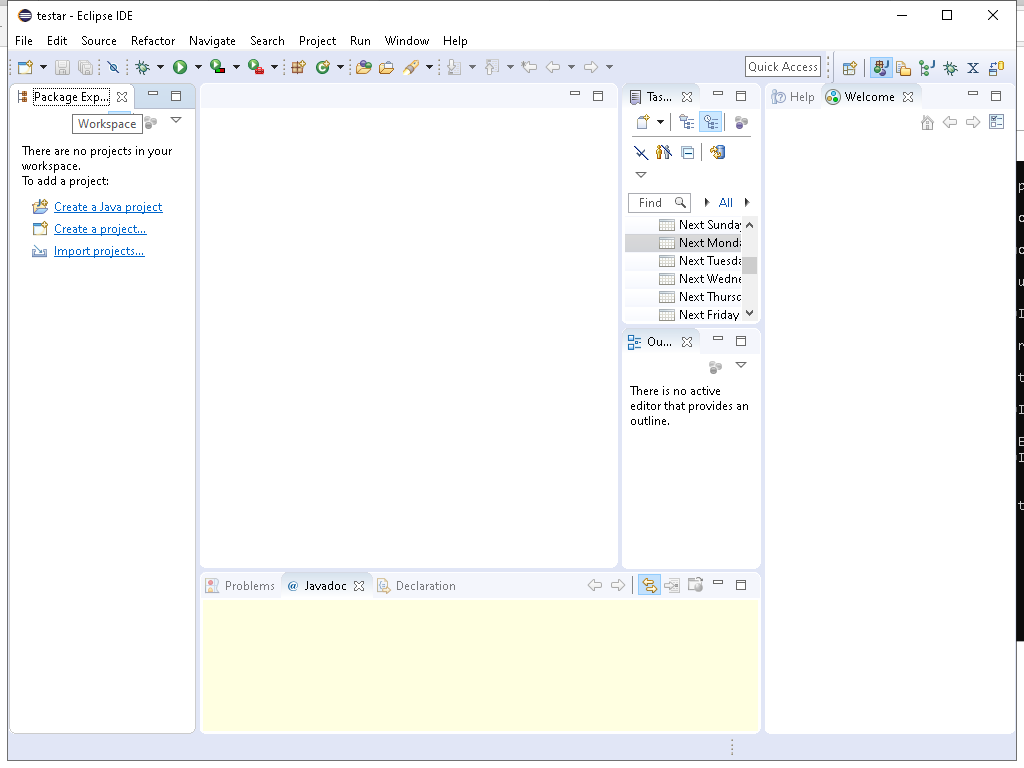 testar - Eclipse IDE
File Edit Source Refactor Navigate Search Project Run Window Help
Quick Access
Package Exp...
Workspace
There are no projects in your
workspace.
To add a project:
Create a Java project
Create a project...
Import projects...
Tas...
Find
All
Next Sunday
Next Monda
Next Tuesda
Next Wedne
Next Thursc
Next Friday
Ou...
There is no active
editor that provides an
outline.
Help
Welcome
Problems
@ Javadoc
Declaration